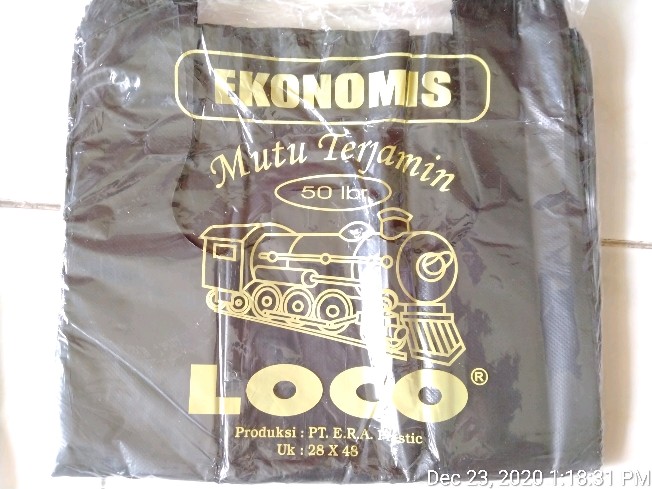 EKONOMIS
Mutu Terjamin
50 lbr
LOCO®
Produksi : PT. E.R.A. Plastic
Uk : 28 X 48
Dec 23, 2020 1:18:31 PM